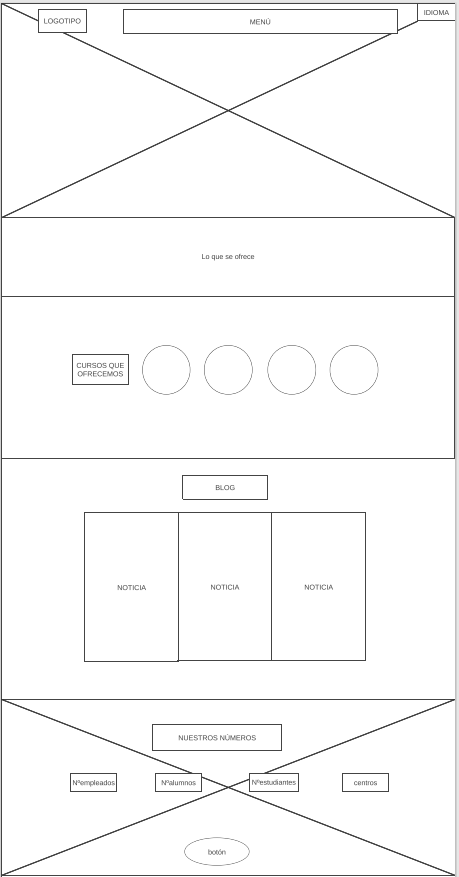 LOGOTIPO
MENÚ
IDIOMA
Lo que se ofrece
CURSOS QUE
OFRECEMOS
BLOG
NOTICIA
NOTICIA
NOTICIA
NUESTROS NÚMEROS
Nºempleados
Nºalumnos
Nºestudiantes
centros
botón